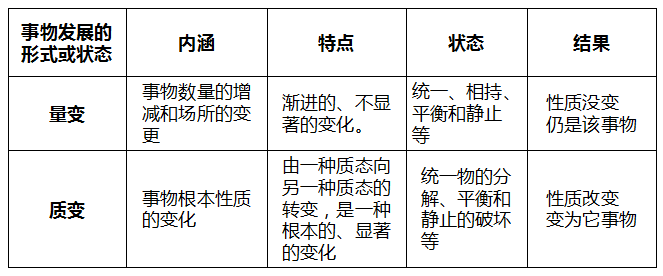 事物发展的
形式或状态
内涵
特点
状态
结果
量变
事物数量的增
减和场所的变
更
渐进的、不显
著的变化。
统一、相持、
平衡和静止
等
性质没变
仍是该事物
质变
事物根本性质
的变化
由一种质态向
另一种质态的
转变，是一种
根本的、显著
的变化
统一物的分
解、平衡和
静止的破坏
等
性质改变
变为它事物